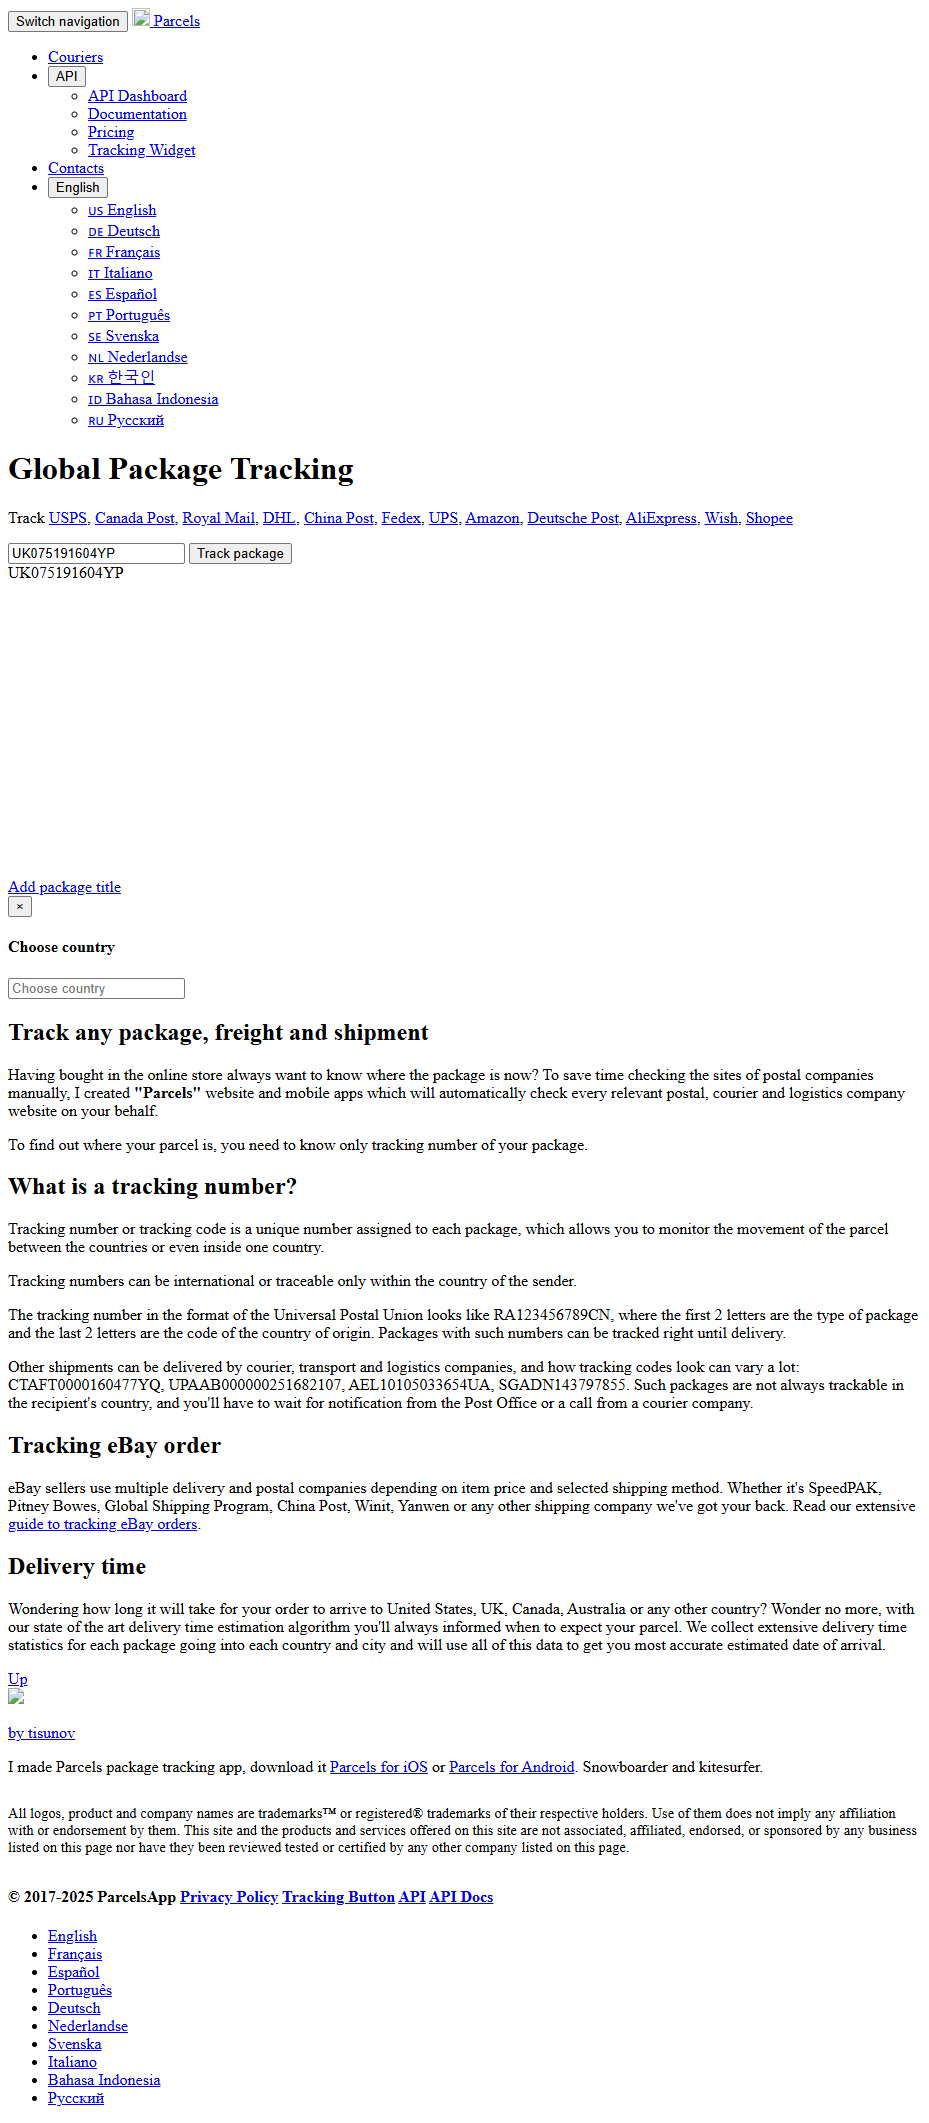 Switch navigation Parcels
Couriers
API
API Dashboard
Documentation
Pricing
Tracking Widget
Contacts
English
US English
DE Deutsch
FR Français
IT Italiano
ES Español
PT Português
SE Svenska
NL Nederlandse
KR 한국인
ID Bahasa Indonesia
RU Русский
Global Package Tracking
Track USPS, Canada Post, Royal Mail, DHL, China Post, Fedex, UPS, Amazon, Deutsche Post, AliExpress, Wish, Shopee
UK075191604YP Track package
UK075191604YP
Add package title
×
Choose country
Choose country
Track any package, freight and shipment
Having bought in the online store always want to know where the package is now? To save time checking the sites of postal companies
manually, I created "Parcels" website and mobile apps which will automatically check every relevant postal, courier and logistics company
website on your behalf.
To find out where your parcel is, you need to know only tracking number of your package.
What is a tracking number?
Tracking number or tracking code is a unique number assigned to each package, which allows you to monitor the movement of the parcel
between the countries or even inside one country.
Tracking numbers can be international or traceable only within the country of the sender.
The tracking number in the format of the Universal Postal Union looks like RA123456789CN, where the first 2 letters are the type of package
and the last 2 letters are the code of the country of origin. Packages with such numbers can be tracked right until delivery.
Other shipments can be delivered by courier, transport and logistics companies, and how tracking codes look can vary a lot:
CTAFT0000160477YQ, UPAAB000000251682107, AEL10105033654UA, SGADN143797855. Such packages are not always trackable in
the recipient's country, and you'll have to wait for notification from the Post Office or a call from a courier company.
Tracking eBay order
eBay sellers use multiple delivery and postal companies depending on item price and selected shipping method. Whether it's SpeedPAK,
Pitney Bowes, Global Shipping Program, China Post, Winit, Yanwen or any other shipping company we've got your back. Read our extensive
guide to tracking eBay orders.
Delivery time
Wondering how long it will take for your order to arrive to United States, UK, Canada, Australia or any other country? Wonder no more, with
our state of the art delivery time estimation algorithm you'll always informed when to expect your parcel. We collect extensive delivery time
statistics for each package going into each country and city and will use all of this data to get you most accurate estimated date of arrival.
Up
by tisunov
I made Parcels package tracking app, download it Parcels for iOS or Parcels for Android. Snowboarder and kitesurfer.
All logos, product and company names are trademarks™ or registered® trademarks of their respective holders. Use of them does not imply any affiliation
with or endorsement by them. This site and the products and services offered on this site are not associated, affiliated, endorsed, or sponsored by any business
listed on this page nor have they been reviewed tested or certified by any other company listed on this page.
© 2017-2025 ParcelsApp Privacy Policy Tracking Button API API Docs
English
Français
Español
Português
Deutsch
Nederlandse
Svenska
Italiano
Bahasa Indonesia
Русский